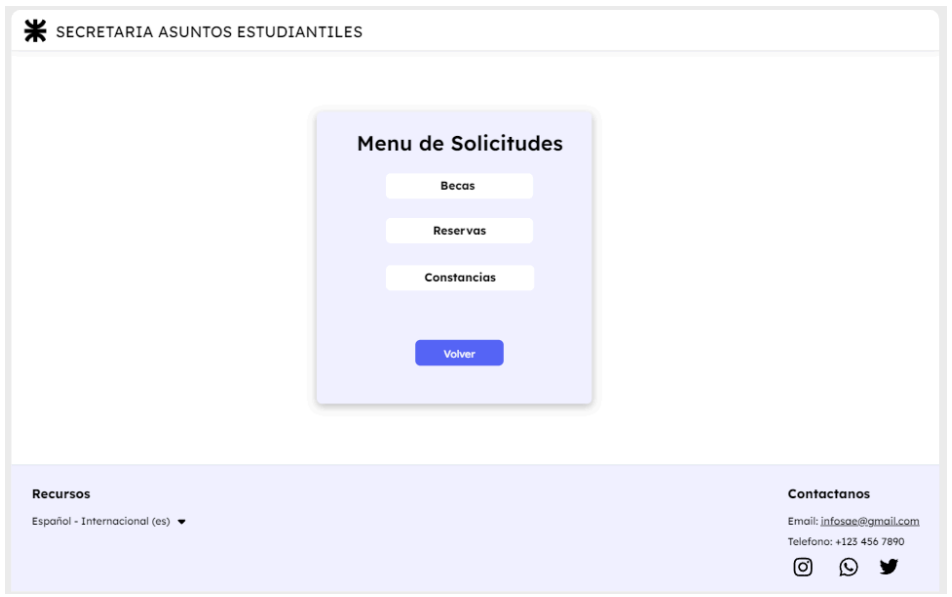 SECRETARIA ASUNTOS ESTUDIANTILES
Menu de Solicitudes
Becas
Reservas
Constancias
Volver
Recursos
Español - Internacional (es)
Contactanos
Email: infosae@gmail.com
Telefono: +123 456 7890